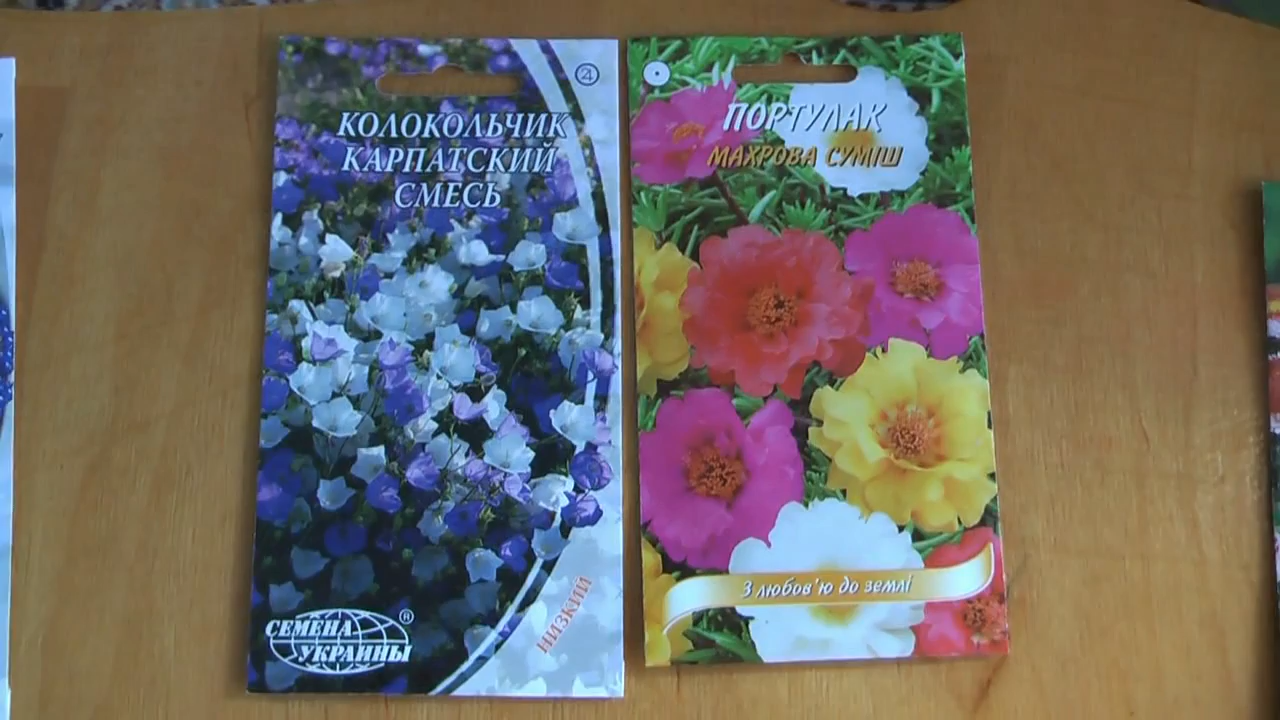 КОЛОКОЛЬЧИК
КАРПАТСКИЙ
СМЕСЬ
НИЗКИЙ
СЕМЕНА
УКРАИНЫ
®
ПОРТУЛАК
МАХРОВА СУМІШ
З любов'ю до землі